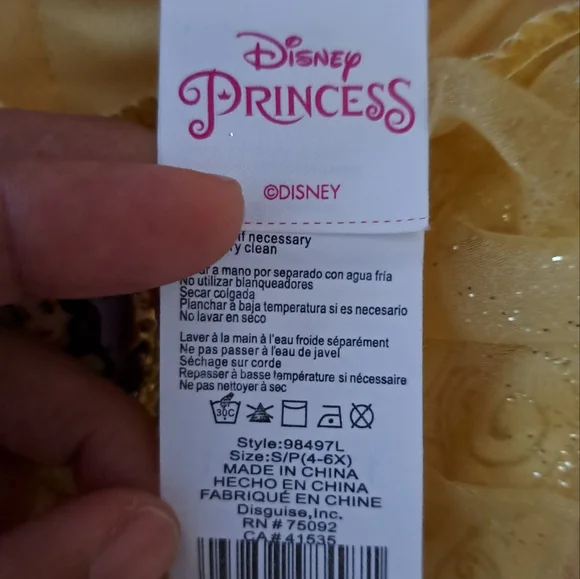 Disney
PRINCESS
©DISNEY
if necessary
clean
a mano por separado con agua fría
No utilizar blanqueadores
Secar colgada
Planchar à baja temperatura si es necesario
No lavar en seco
Laver à la main à l'eau froide séparément
Ne pas passer à l'eau de javel
Séchage sur corde
Repasser à basse température si nécessaire
Ne pas nettoyer à sec
30C
Style:98497L
Size:S/P(4-6X)
MADE IN CHINA
HECHO EN CHINA
FABRIQUÉ EN CHINE
Disguise,Inc.
RN # 75092
CA# 41535